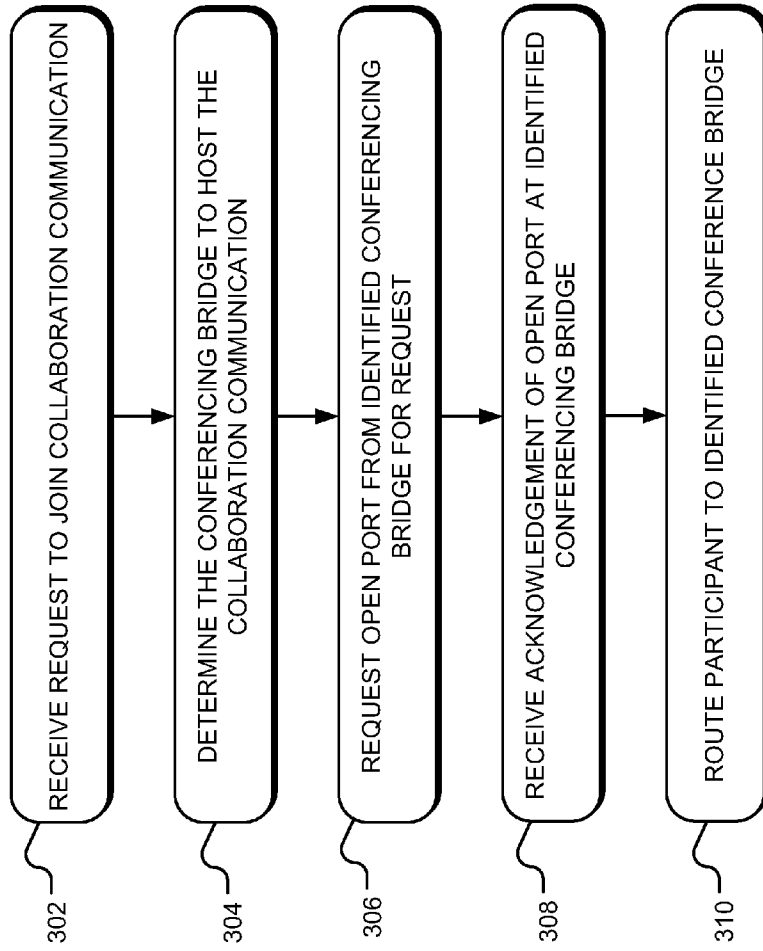 302
RECEIVE REQUEST TO JOIN COLLABORATION COMMUNICATION
304
DETERMINE THE CONFERENCING BRIDGE TO HOST THE
COLLABORATION COMMUNICATION
306
REQUEST OPEN PORT FROM IDENTIFIED CONFERENCING
BRIDGE FOR REQUEST
308
RECEIVE ACKNOWLEDGEMENT OF OPEN PORT AT IDENTIFIED
CONFERENCING BRIDGE
310
ROUTE PARTICIPANT TO IDENTIFIED CONFERENCE BRIDGE